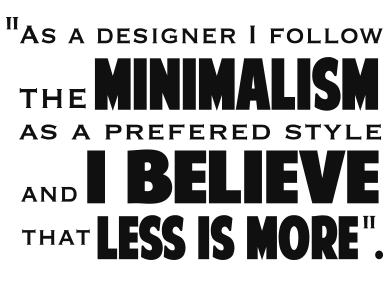 "As a designer I follow
the MINIMALISM
as a prefered style
and I BELIEVE
that LESS IS MORE".